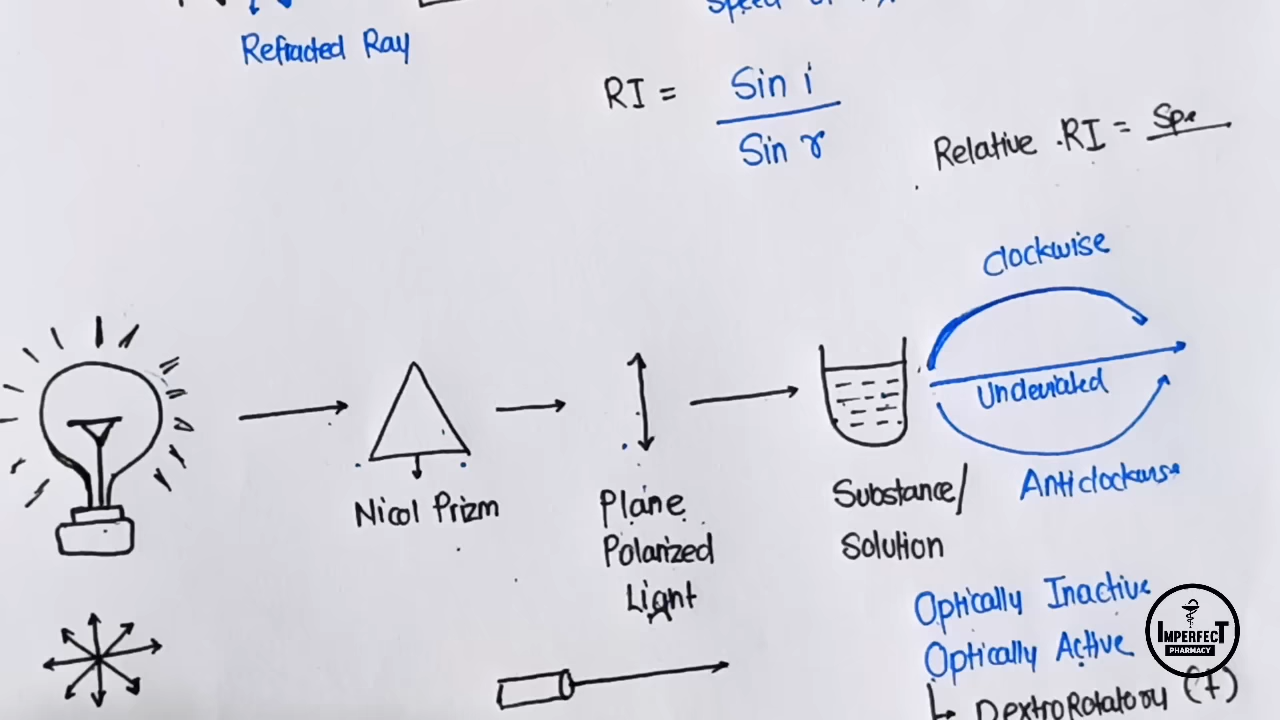 Refracted Ray
RI = Sin i
Sin r
Relative .RI =
Clockwise
Undeviated
Nicol Prizm
Plane
Polarized
Light
Substance/
Solution
Optically Inactive
Optically Active
DextroRotatory (+)
IMPERFECT
PHARMACY